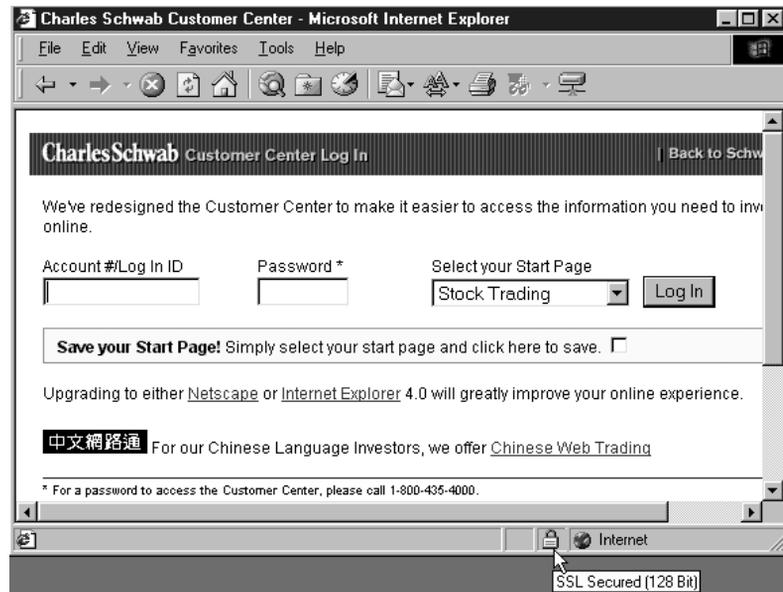 Charles Schwab Customer Center - Microsoft Internet Explorer
File Edit View Favorites Tools Help
Charles Schwab Customer Center Log In | Back to Schw
We've redesigned the Customer Center to make it easier to access the information you need to inv
online.
Account #/Log In ID Password * Select your Start Page
Stock Trading Log In
Save your Start Page! Simply select your start page and click here to save.
Upgrading to either Netscape or Internet Explorer 4.0 will greatly improve your online experience.
中文網路通 For our Chinese Language Investors, we offer Chinese Web Trading
* For a password to access the Customer Center, please call 1-800-435-4000.
Internet
SSL Secured (128 Bit)